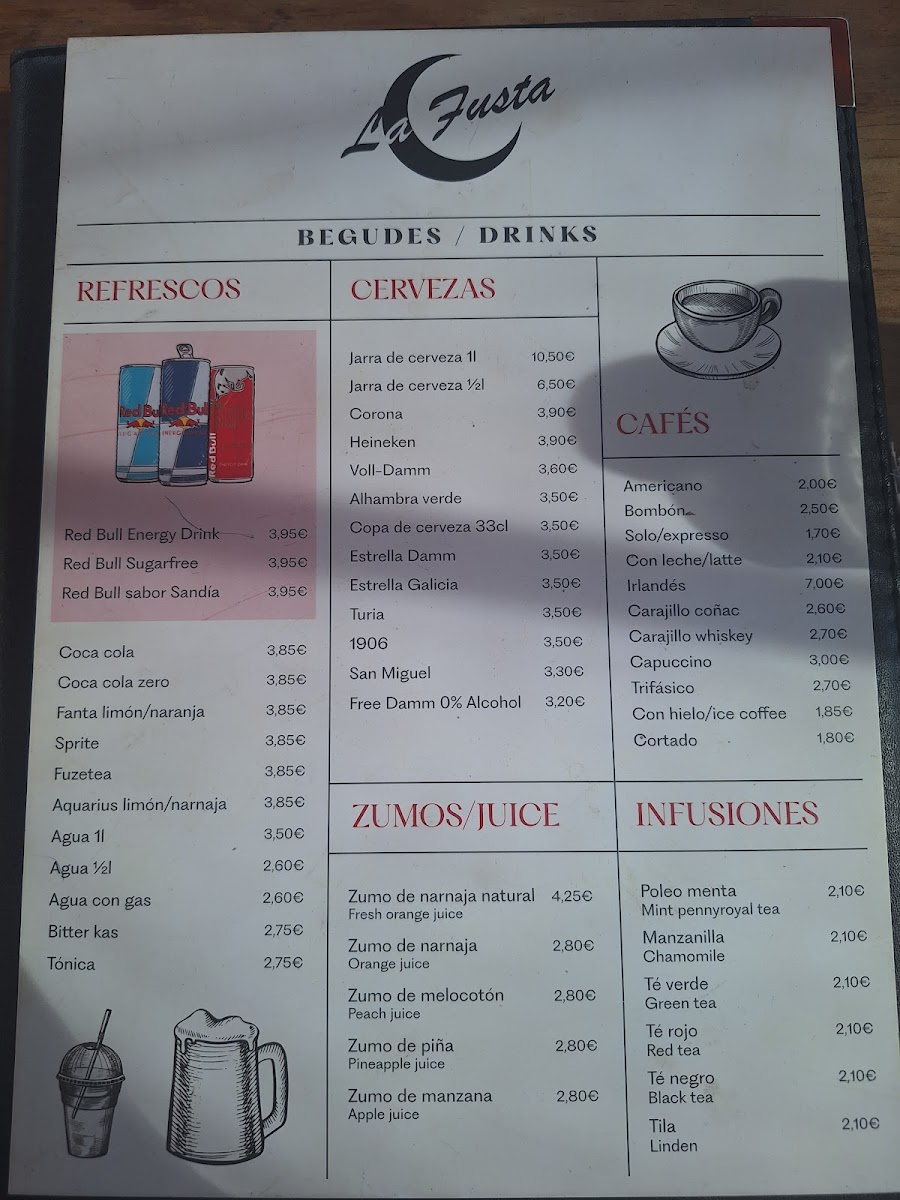 La Fusta
BEGUDES / DRINKS
REFRESCOS
Red Bull
Red Bull
ENERGY
Red Bull
Red Bull Energy Drink 3,95€
Red Bull Sugarfree 3,95€
Red Bull sabor Sandía 3,95€
Coca cola 3,85€
Coca cola zero 3,85€
Fanta limón/naranja 3,85€
Sprite 3,85€
Fuzetea 3,85€
Aquarius limón/narnaja 3,85€
Agua 1l 3,50€
Agua ½l 2,60€
Agua con gas 2,60€
Bitter kas 2,75€
Tónica 2,75€
CERVEZAS
Jarra de cerveza 1l 10,50€
Jarra de cerveza ½l 6,50€
Corona 3,90€
Heineken 3,90€
Voll-Damm 3,60€
Alhambra verde 3,50€
Copa de cerveza 33cl 3,50€
Estrella Damm 3,50€
Estrella Galicia 3,50€
Turia 3,50€
1906 3,50€
San Miguel 3,30€
Free Damm 0% Alcohol 3,20€
ZUMOS/JUICE
Zumo de narnaja natural 4,25€
Fresh orange juice
Zumo de narnaja 2,80€
Orange juice
Zumo de melocotón 2,80€
Peach juice
Zumo de piña 2,80€
Pineapple juice
Zumo de manzana 2,80€
Apple juice
CAFÉS
Americano 2,00€
Bombón 2,50€
Solo/expresso 1,70€
Con leche/latte 2,10€
Irlandés 7,00€
Carajillo coñac 2,60€
Carajillo whiskey 2,70€
Capuccino 3,00€
Trifásico 2,70€
Con hielo/ice coffee 1,85€
Cortado 1,80€
INFUSIONES
Poleo menta 2,10€
Mint pennyroyal tea
Manzanilla 2,10€
Chamomile
Té verde 2,10€
Green tea
Té rojo 2,10€
Red tea
Té negro 2,10€
Black tea
Tila 2,10€
Linden